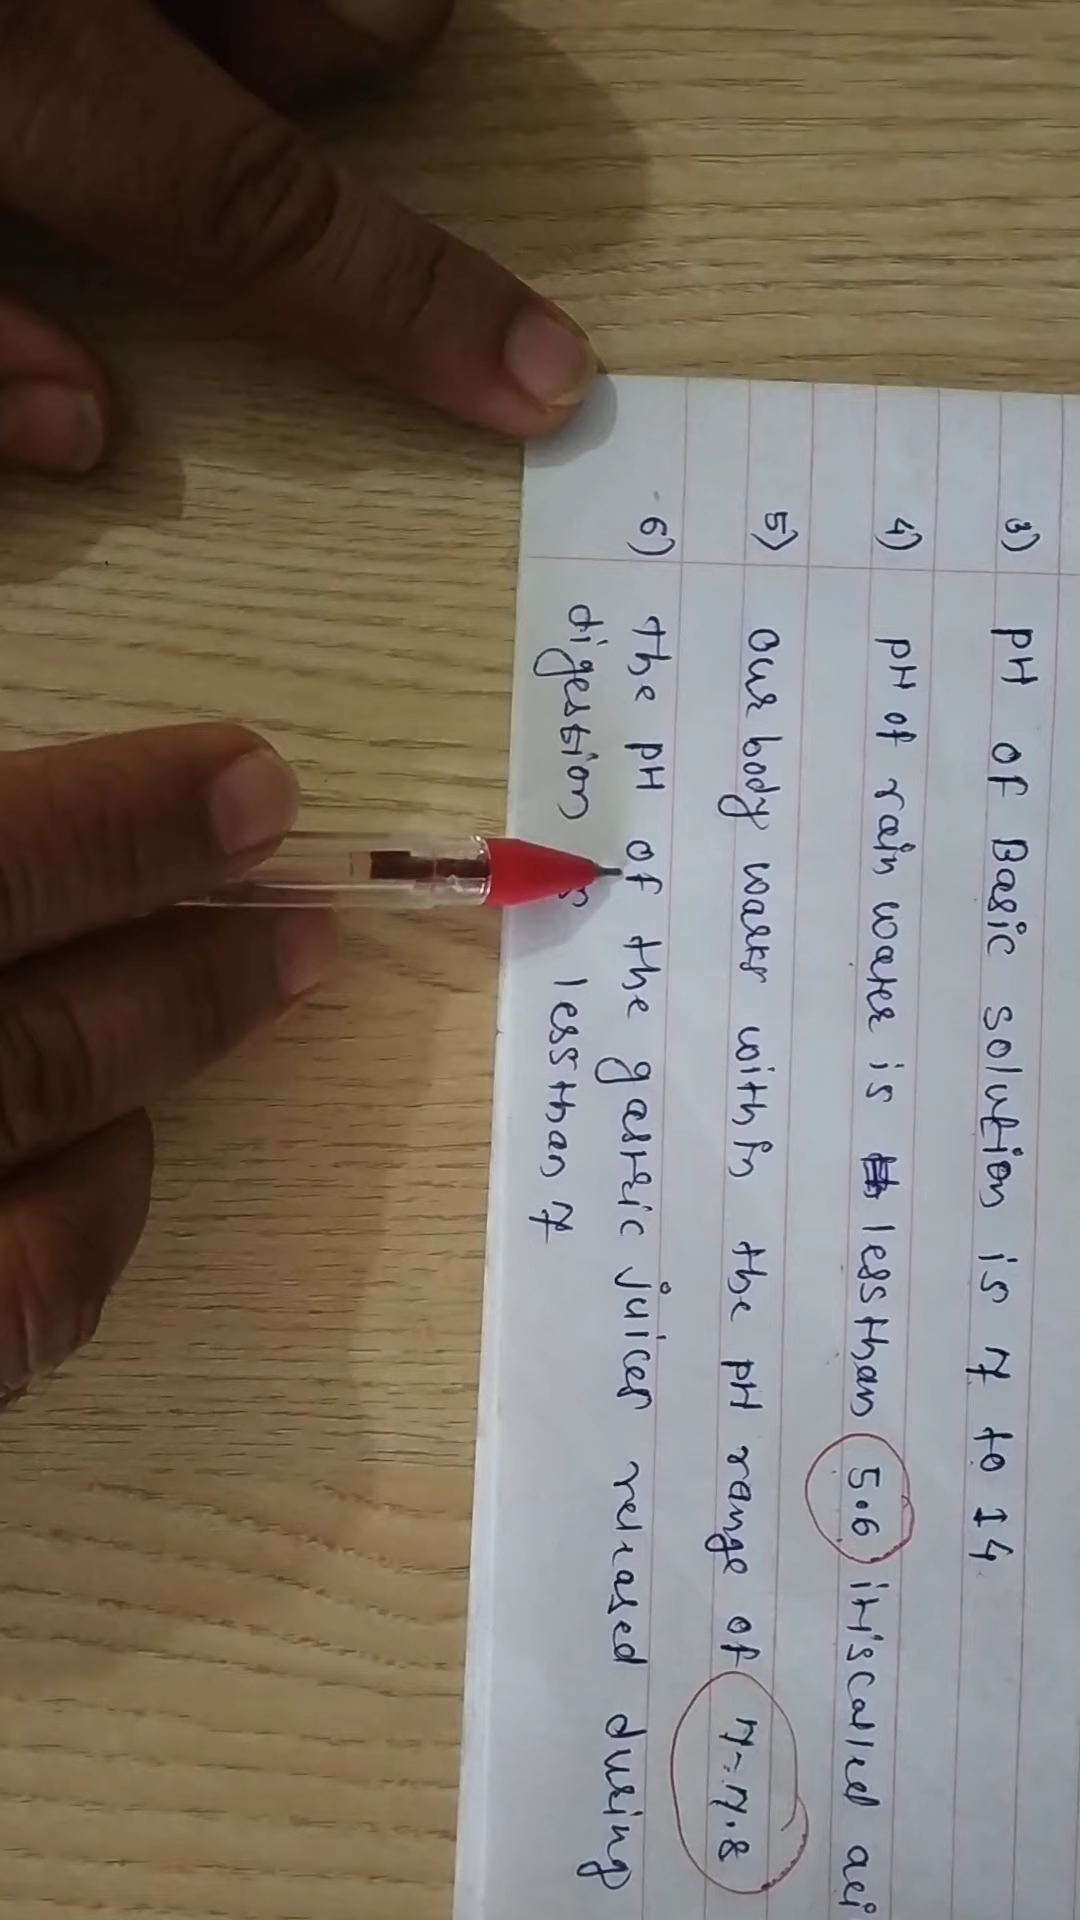 3) pH of Basic solution is 7 to 14
4) pH of rain water is less than 5.6 it's called aci
5) our body works within the pH range of 7-7.8
6) the pH of the gastric juices relased during
digestion less than 7